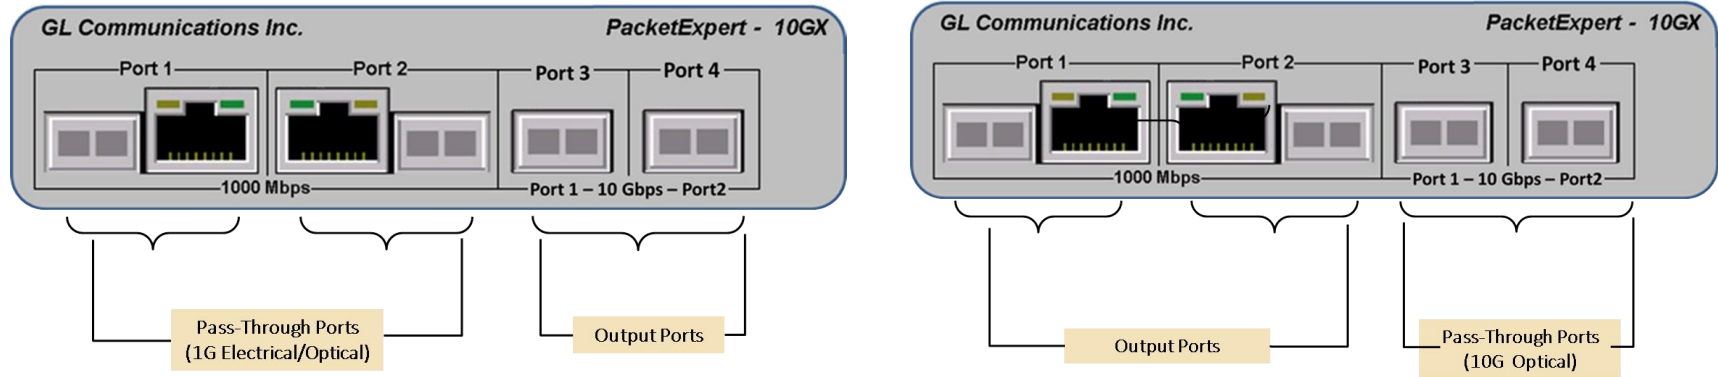 GL Communications Inc.
PacketExpert - 10GX
Port 1
Port 2
Port 3
Port 4
1000 Mbps
Port 1 – 10 Gbps – Port2
Pass-Through Ports
(1G Electrical/Optical)
Output Ports
GL Communications Inc.
PacketExpert - 10GX
Port 1
Port 2
Port 3
Port 4
1000 Mbps
Port 1 – 10 Gbps – Port2
Output Ports
Pass-Through Ports
(10G Optical)